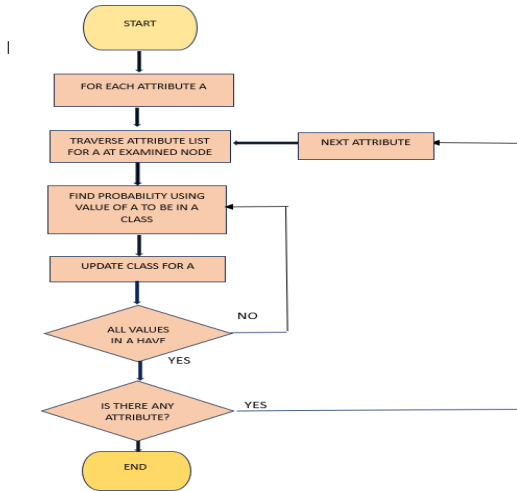 START
FOR EACH ATTRIBUTE A
TRAVERSE ATTRIBUTE LIST
FOR A AT EXAMINED NODE
NEXT ATTRIBUTE
FIND PROBABILITY USING
VALUE OF A TO BE IN A
CLASS
UPDATE CLASS FOR A
NO
ALL VALUES
IN A HAVE
YES
IS THERE ANY
ATTRIBUTE?
YES
END